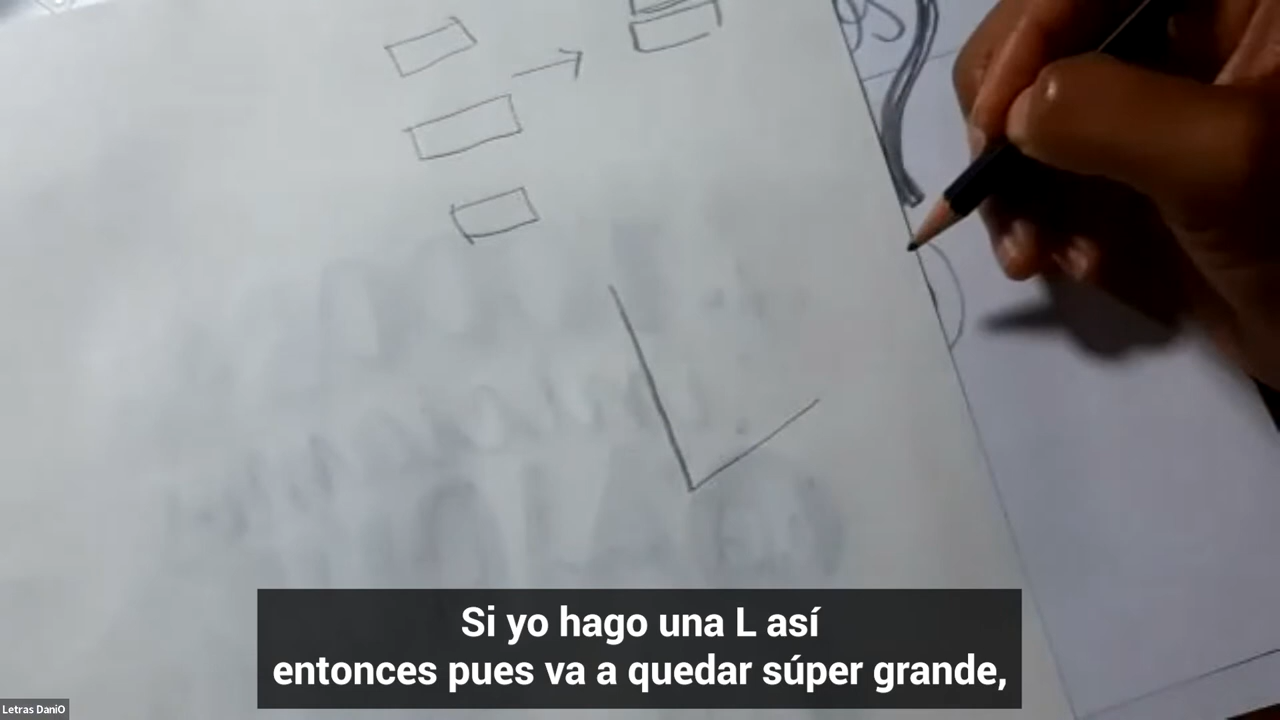 L
Si yo hago una L así
entonces pues va a quedar súper grande,
Letras DaniO